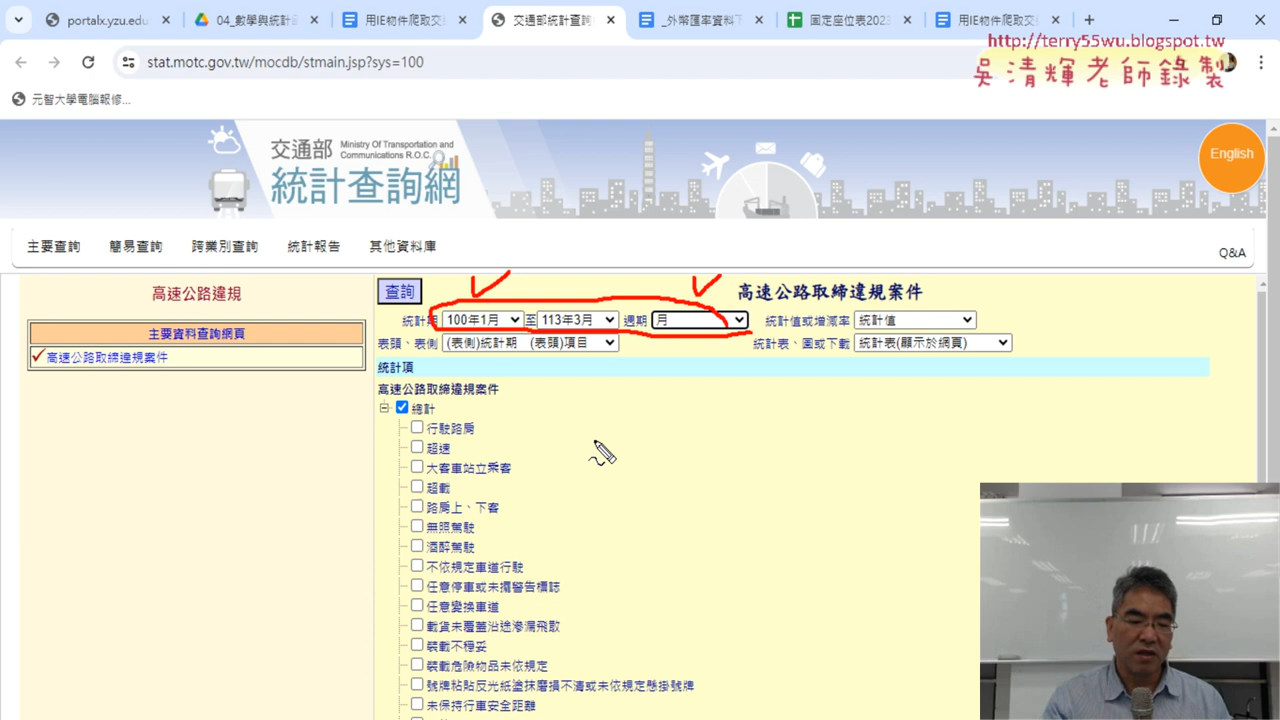 portalx.yzu.edu
04_數學與統計
用IE物件爬取交
交通部統計查詢
_外幣匯率資料下
固定座位表2023
用IE物件爬取交
http://terry55wu.blogspot.tw
吳清輝老師錄製
stat.motc.gov.tw/mocdb/stmain.jsp?sys=100
元智大學電腦報修...
交通部 Ministry Of Transportation and Communications R.O.C.
統計查詢網
English
主要查詢 簡易查詢 跨業別查詢 統計報告 其他資料庫
Q&A
高速公路違規
主要資料查詢網頁
高速公路取締違規案件
查詢 高速公路取締違規案件
統計期 100年1月 至 113年3月 週期 月 統計值或增減率 統計值
表頭、表側 (表側)統計期 (表頭)項目 統計表、圖或下載 統計表(顯示於網頁)
統計項
高速公路取締違規案件
總計
行駛路肩
超速
大客車站立乘客
超載
路肩上、下客
無照駕駛
酒醉駕駛
不依規定車道行駛
任意停車或未擺警告標誌
任意變換車道
載貨未覆蓋沿途滲漏飛散
裝載不穩妥
裝載危險物品未依規定
號牌粘貼反光紙塗抹磨損不清或未依規定懸掛號牌
未保持行車安全距離